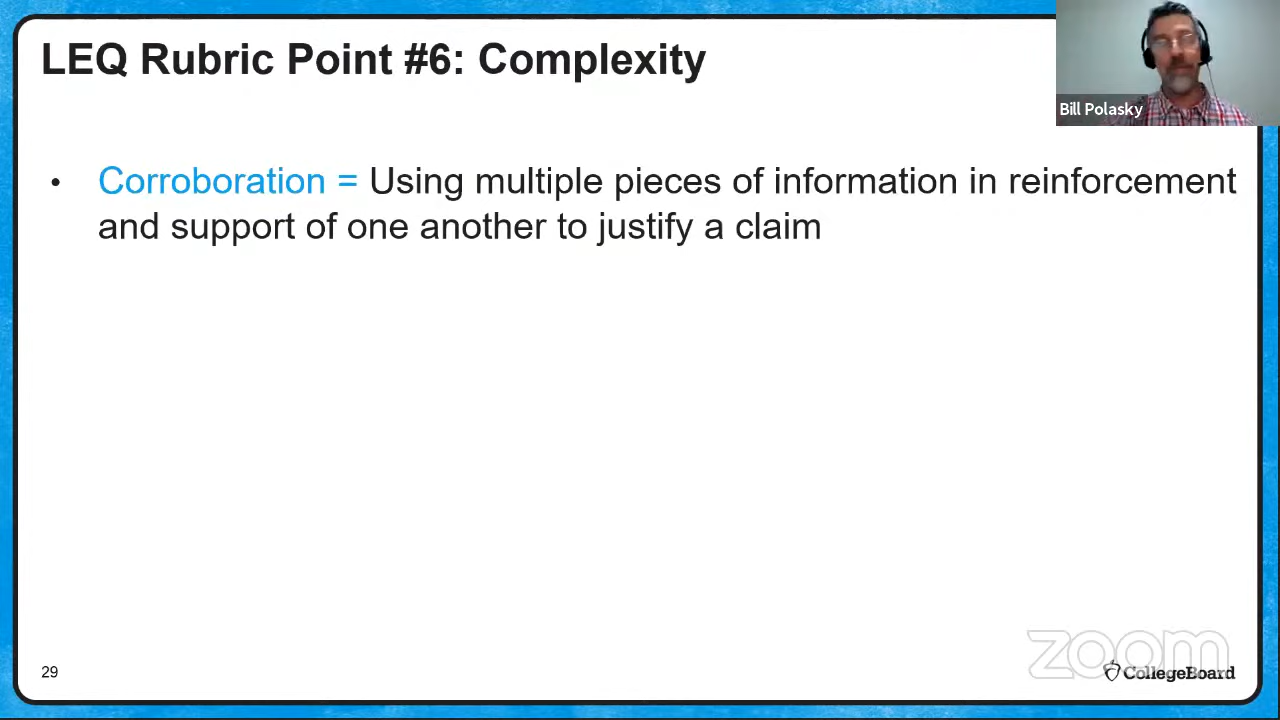 LEQ Rubric Point #6: Complexity
Bill Polasky
• Corroboration = Using multiple pieces of information in reinforcement
and support of one another to justify a claim
zoom
29
CollegeBoard